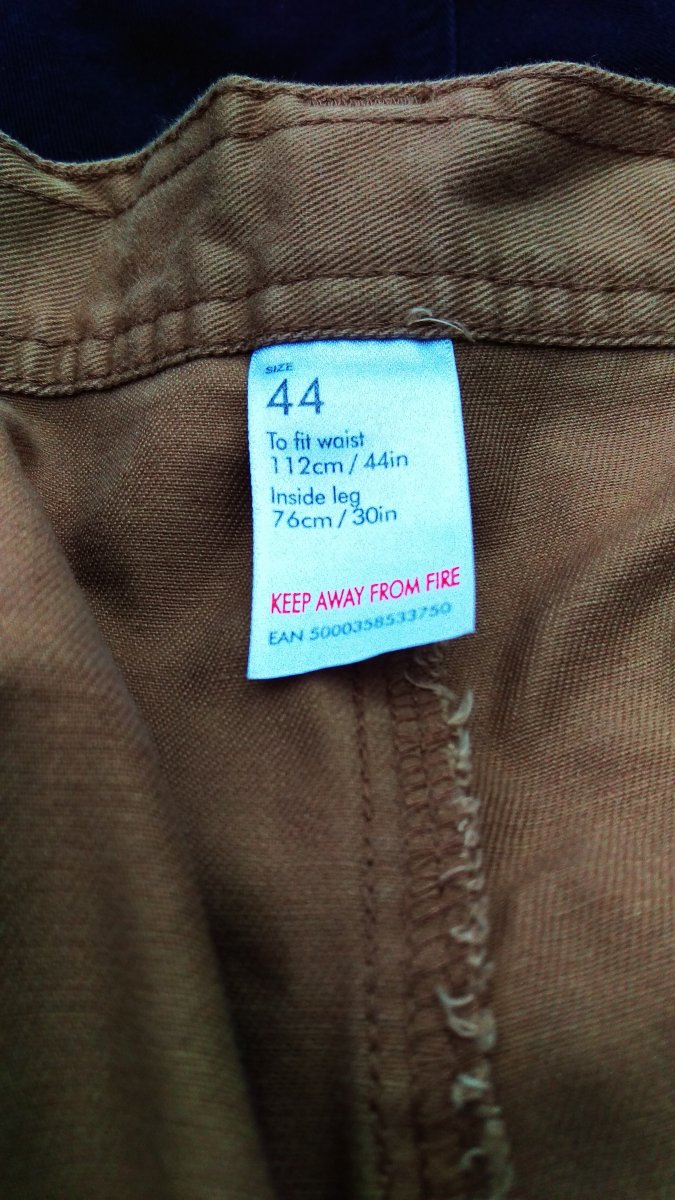 SIZE
44
To fit waist
112cm / 44in
Inside leg
76cm / 30in
KEEP AWAY FROM FIRE
EAN 5000358533750